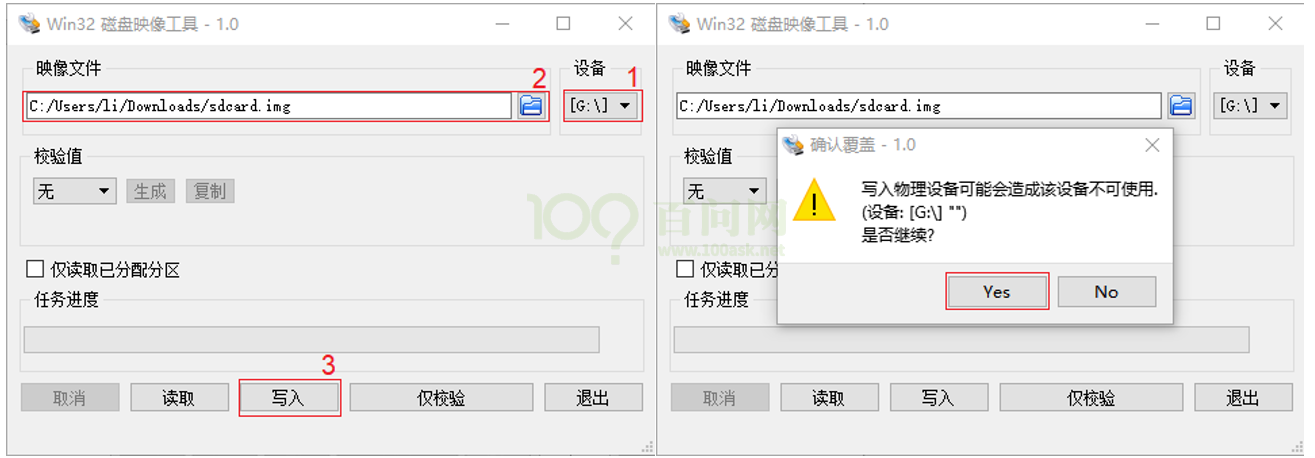 Win32 磁盘映像工具 - 1.0
映像文件
2
设备
1
C:/Users/li/Downloads/sdcard.img
[G:\]
校验值
无
生成
复制
仅读取已分配分区
任务进度
3
取消
读取
写入
仅校验
退出
Win32 磁盘映像工具 - 1.0
映像文件
设备
C:/Users/li/Downloads/sdcard.img
[G:\]
校验值
无
确认覆盖 - 1.0
写入物理设备可能会造成该设备不可使用.
(设备: [G:\] "")
是否继续?
Yes
No
仅读取已分
任务进度
取消
读取
写入
仅校验
退出
100?
百问网
www.100ask.net